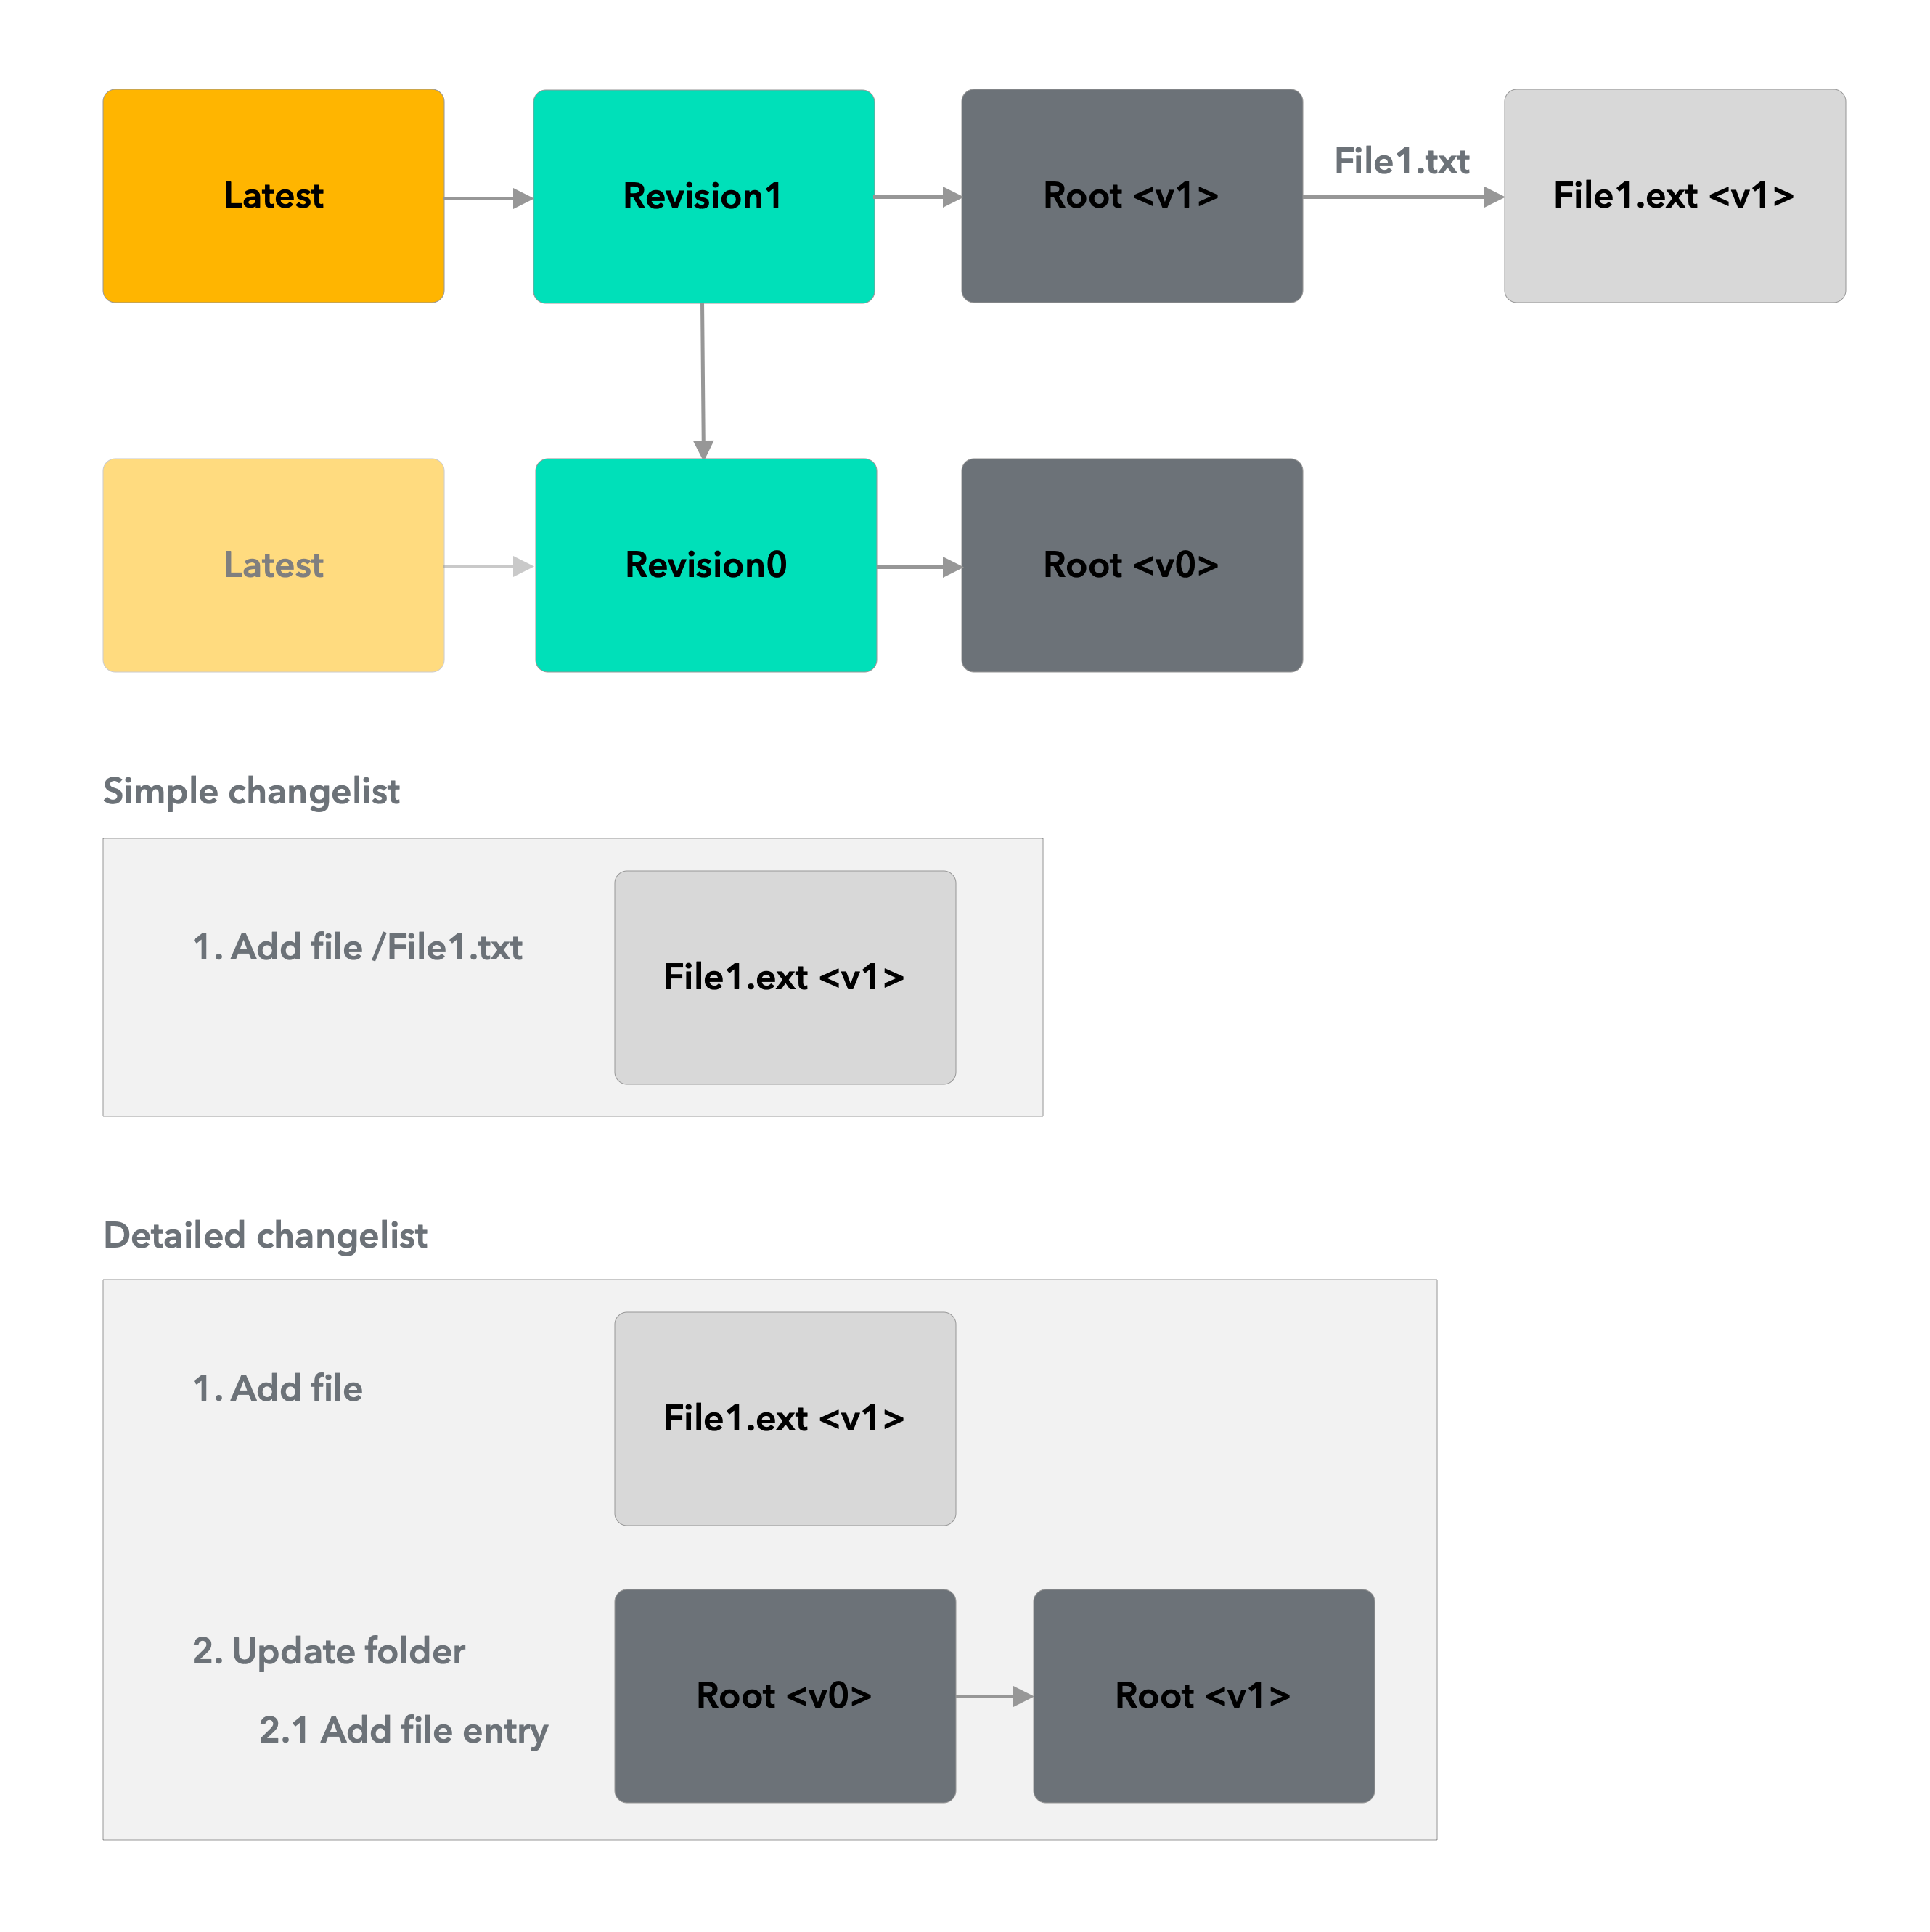 Latest
Revision1
Root <v1>
File1.txt
File1.ext <v1>
Latest
Revision0
Root <v0>
Simple changelist
1. Add file /File1.txt
File1.ext <v1>
Detailed changelist
1. Add file
File1.ext <v1>
2. Update folder
2.1 Add file entry
Root <v0>
Root <v1>